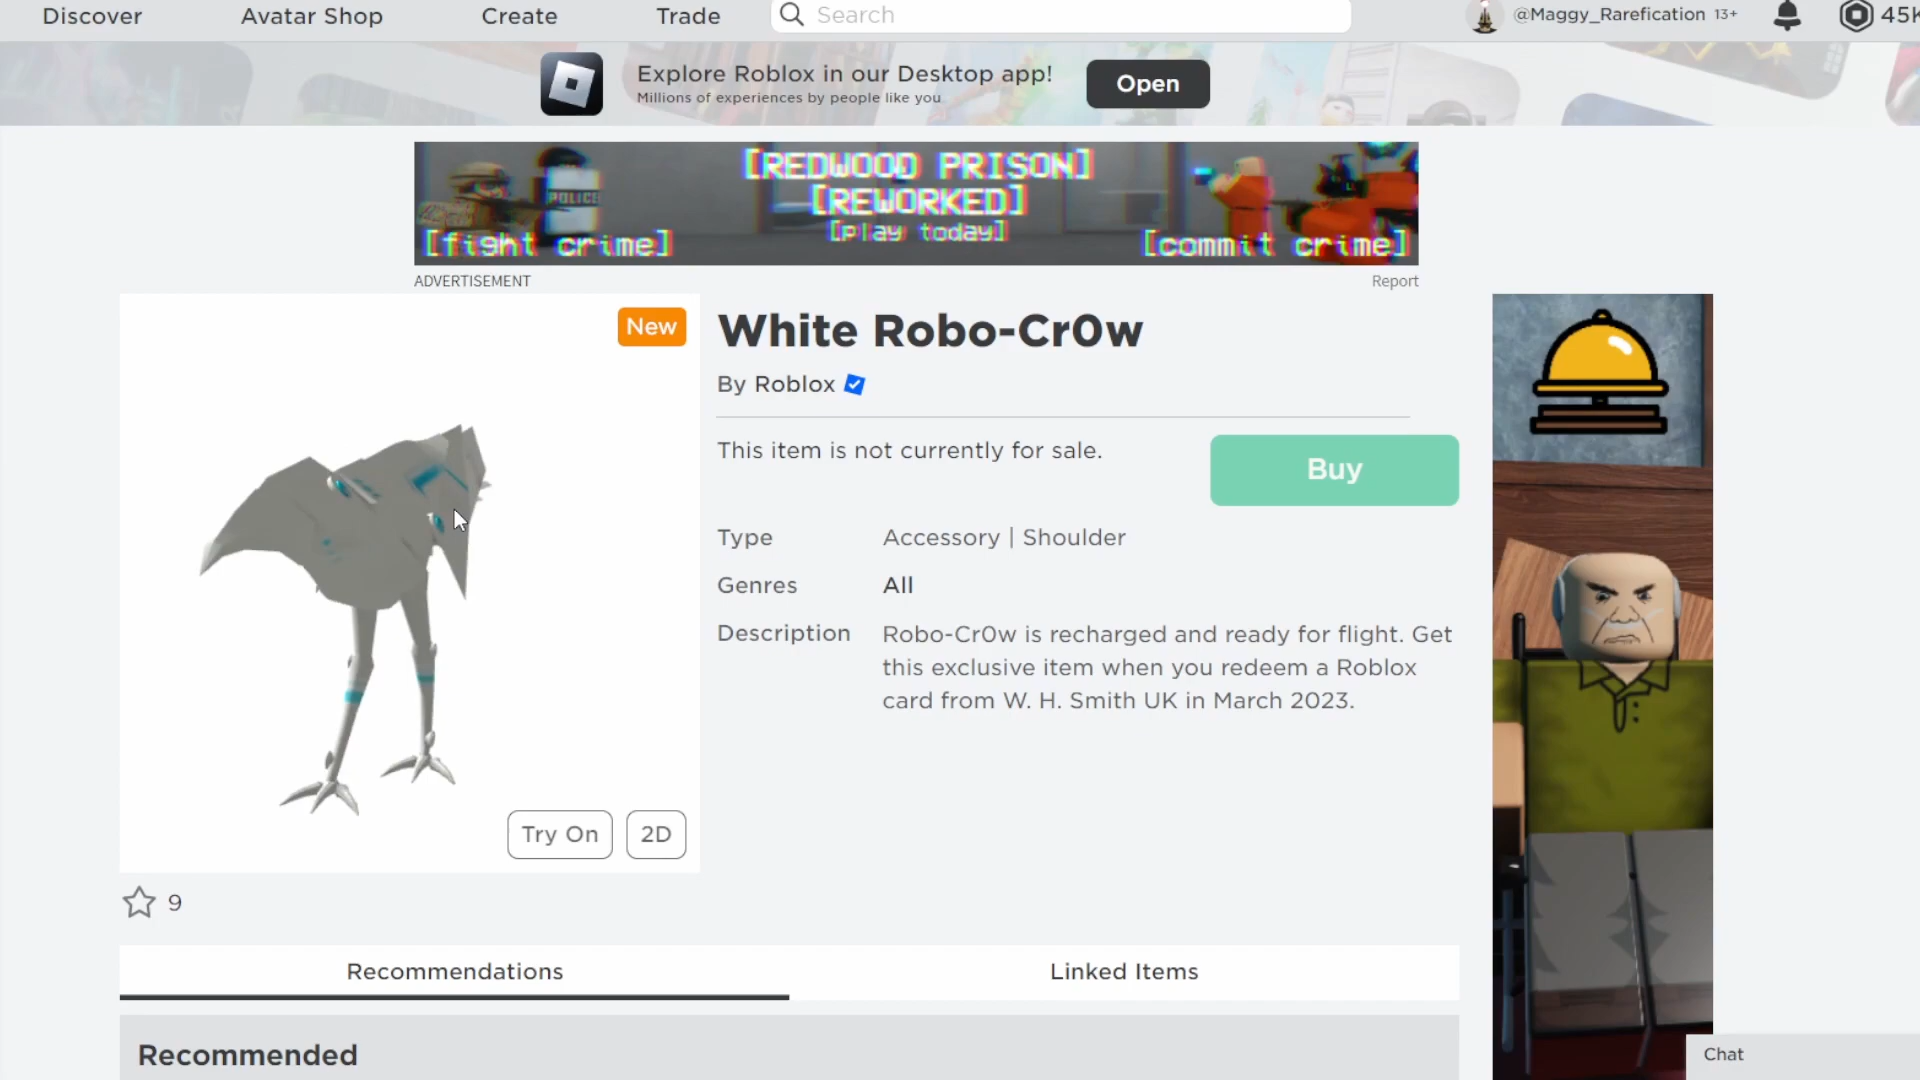 Discover
Avatar Shop
Create
Trade
Search
@Maggy_Rarefication 13+
45K
Explore Roblox in our Desktop app!
Millions of experiences by people like you
Open
POLICE
[REDWOOD PRISON]
[REWORKED]
[play today]
[fight crime]
[commit crime]
ADVERTISEMENT
Report
New
White Robo-Cr0w
By Roblox
This item is not currently for sale.
Buy
Type
Accessory | Shoulder
Genres
All
Description
Robo-Cr0w is recharged and ready for flight. Get
this exclusive item when you redeem a Roblox
card from W. H. Smith UK in March 2023.
Try On
2D
9
Recommendations
Linked Items
Recommended
Chat